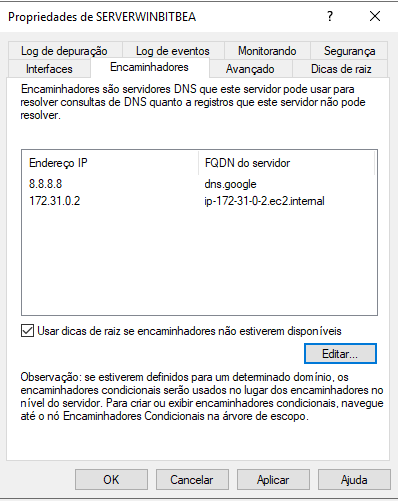 Propriedades de SERVERWINBITBEA
?
Log de depuração
Log de eventos
Monitorando
Segurança
Interfaces
Encaminhadores
Avançado
Dicas de raiz
Encaminhadores são servidores DNS que este servidor pode usar para
resolver consultas de DNS quanto a registros que este servidor não pode
resolver.
Endereço IP
FQDN do servidor
8.8.8.8
dns.google
172.31.0.2
ip-172-31-0-2.ec2.internal
Usar dicas de raiz se encaminhadores não estiverem disponíveis
Editar...
Observação: se estiverem definidos para um determinado domínio, os
encaminhadores condicionais serão usados no lugar dos encaminhadores no
nível do servidor. Para criar ou exibir encaminhadores condicionais, navegue
até o nó Encaminhadores Condicionais na árvore de escopo.
OK
Cancelar
Aplicar
Ajuda